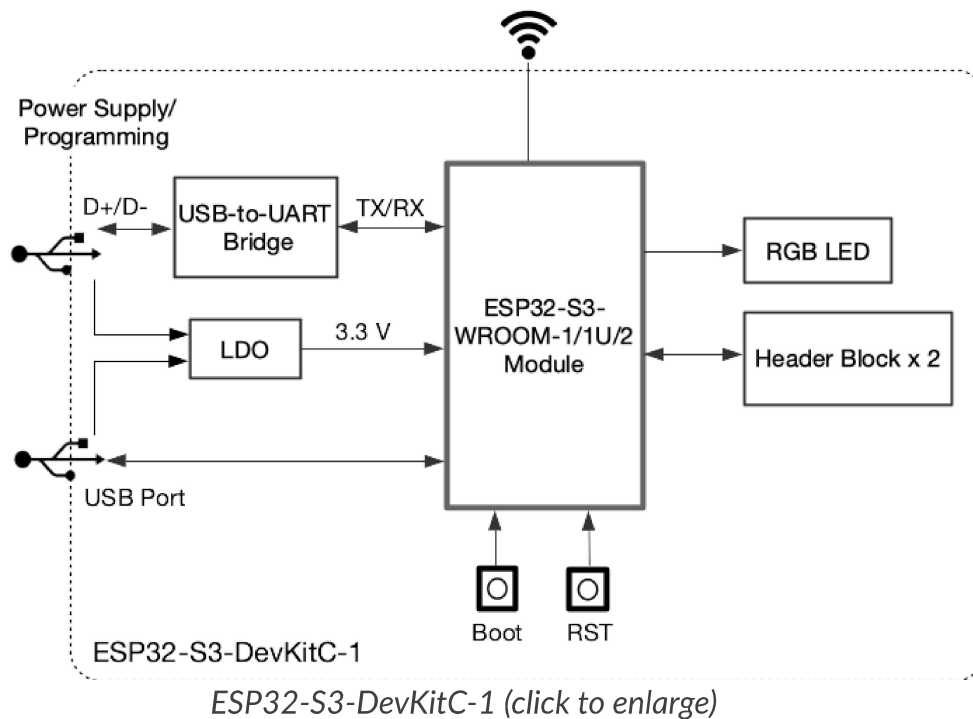 Power Supply/
Programming
D+/D-
USB-to-UART
Bridge
TX/RX
RGB LED
ESP32-S3-
WROOM-1/1U/2
Module
LDO
3.3 V
Header Block x 2
USB Port
Boot
RST
ESP32-S3-DevKitC-1
ESP32-S3-DevKitC-1 (click to enlarge)